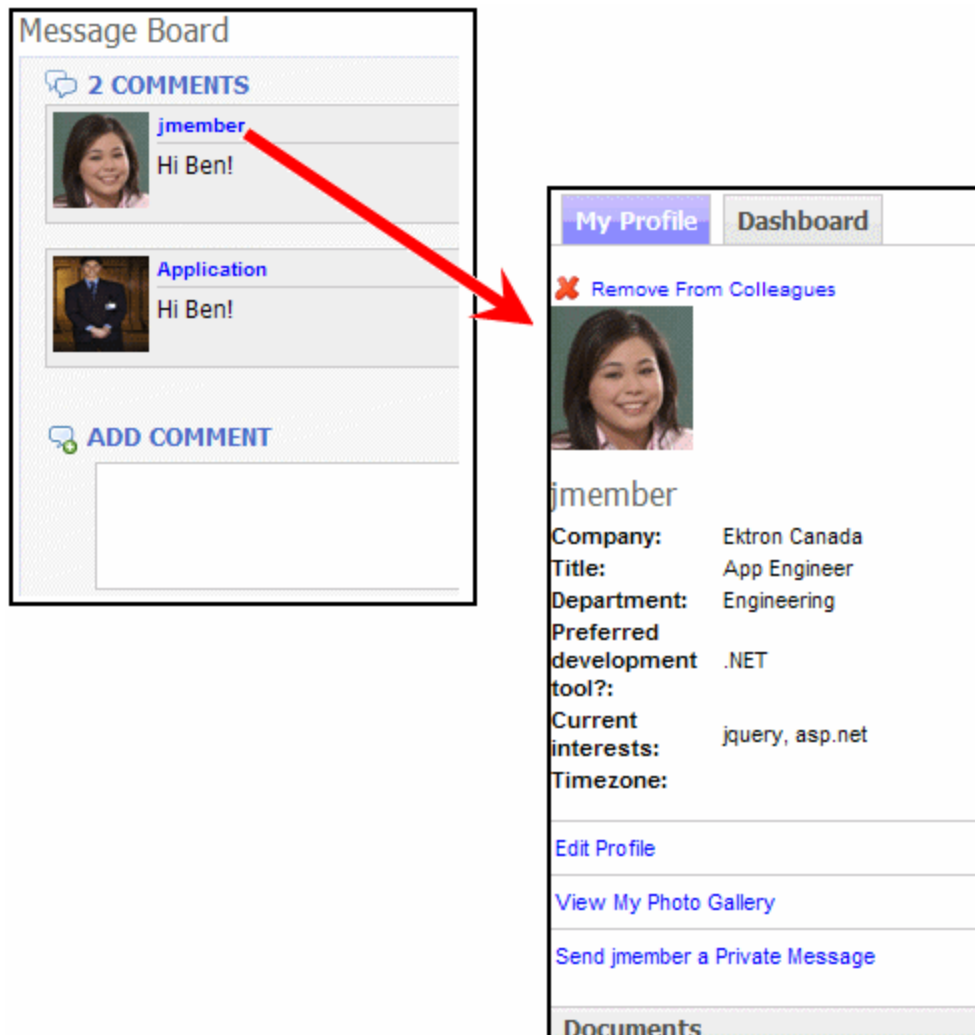 Message Board
2 COMMENTS
jmember
Hi Ben!
Application
Hi Ben!
ADD COMMENT
My Profile Dashboard
Remove From Colleagues
jmember
Company: Ektron Canada
Title: App Engineer
Department: Engineering
Preferred
development .NET
tool?:
Current
interests: jquery, asp.net
Timezone:
Edit Profile
View My Photo Gallery
Send jmember a Private Message
Documents